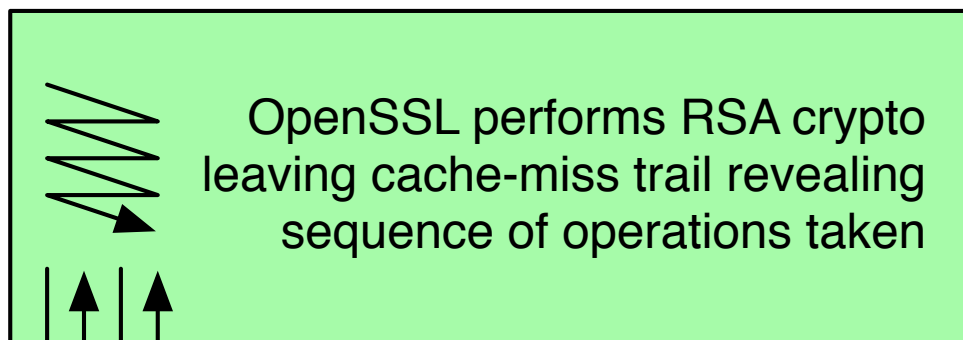 OpenSSL performs RSA crypto
leaving cache-miss trail revealing
sequence of operations taken